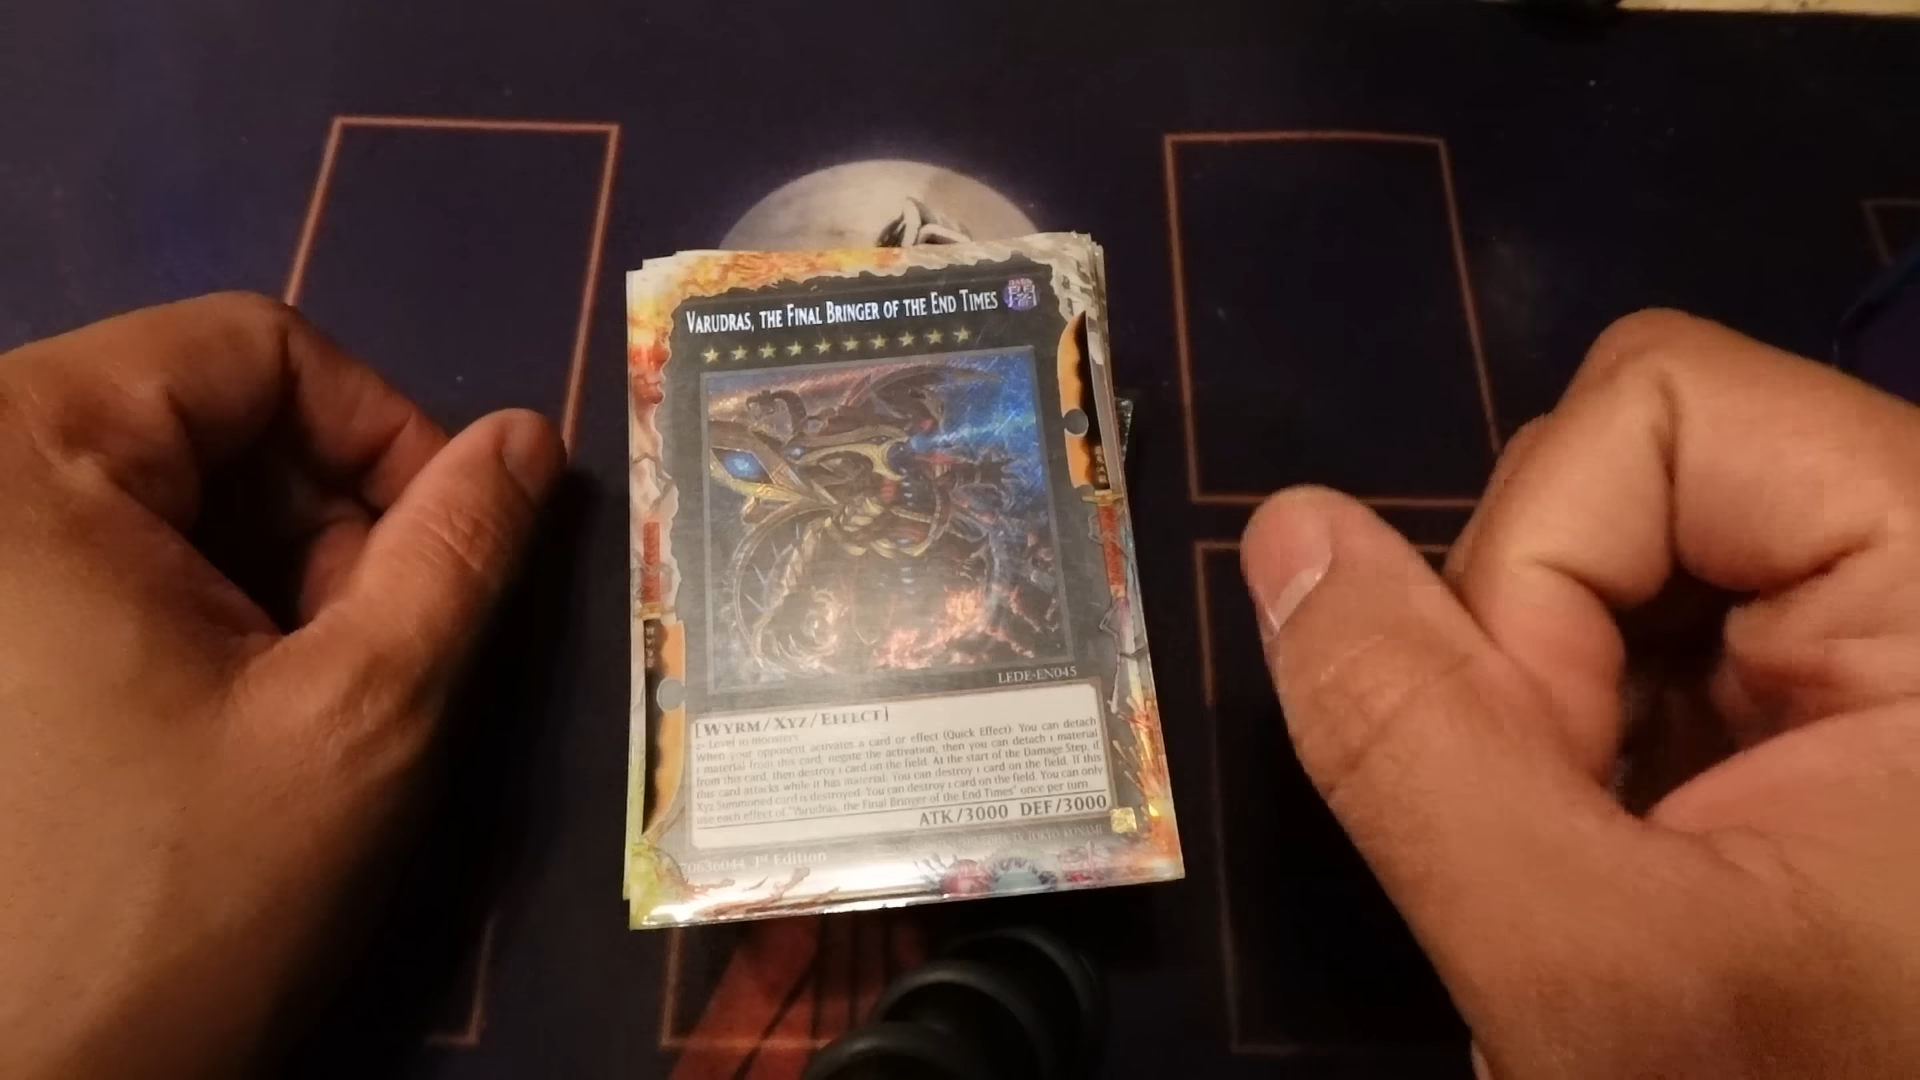 VARUDRAS, THE FINAL BRINGER OF THE END TIMES
闇
LEDE-EN045
[WYRM/XYZ/EFFECT]
2+ Level 10 monsters
When your opponent activates a card or effect (Quick Effect): You can detach
1 material from this card; negate the activation, then you can detach 1 material
from this card, then destroy 1 card on the field. At the start of the Damage Step, if
this card attacks while it has material: You can destroy 1 card on the field. If this
Xyz Summoned card is destroyed: You can destroy 1 card on the field. You can only
use each effect of "Varudras, the Final Bringer of the End Times" once per turn.
ATK/3000 DEF/3000
70636044 1st Edition